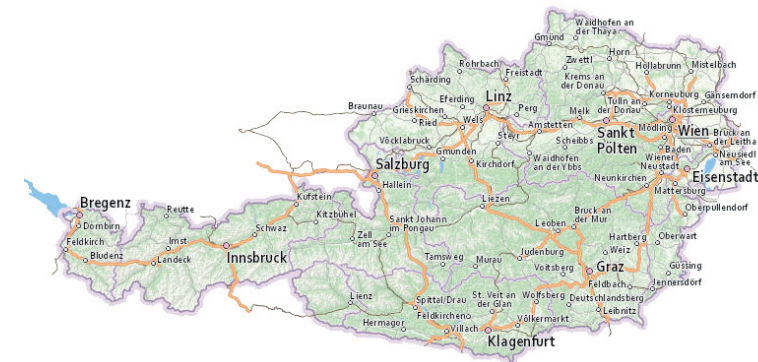 Waidhofen an
der Thaya
Gmünd
Horn
Zwettl
Hollabrunn
Mistelbach
Rohrbach
Freistadt
Schärding
Krems an
der Donau
Korneuburg
Gänserndorf
Linz
Eferding
Perg
Tulln an
der Donau
Klosterneuburg
Braunau
Grieskirchen
Ried
Wels
Melk
Amstetten
Sankt
Pölten
Wien
Mödling
Brück an
der Leitha
Steyr
Scheibbs
Baden
Vöcklabruck
Gmunden
Kirchdorf
Waidhofen
an der Ybbs
Wiener
Neustadt
Neusiedl
am See
Salzburg
Eisenstadt
Hallein
Neunkirchen
Mattersburg
Bregenz
Kufstein
Liezen
Oberpullendorf
Reutte
Kitzbühel
Sankt Johann
im Pongau
Bruck an
der Mur
Dornbirn
Schwaz
Leoben
Feldkirch
Imst
Zell
am See
Hartberg
Oberwart
Bludenz
Landeck
Innsbruck
Tamsweg
Murau
Judenburg
Weiz
Voitsberg
Graz
Güssing
Feldbach
Jennersdorf
Lienz
Spittal/Drau
St. Veit an
der Glan
Wolfsberg
Deutschlandsberg
Leibnitz
Feldkirchen
Hermagor
Villach
Völkermarkt
Klagenfurt